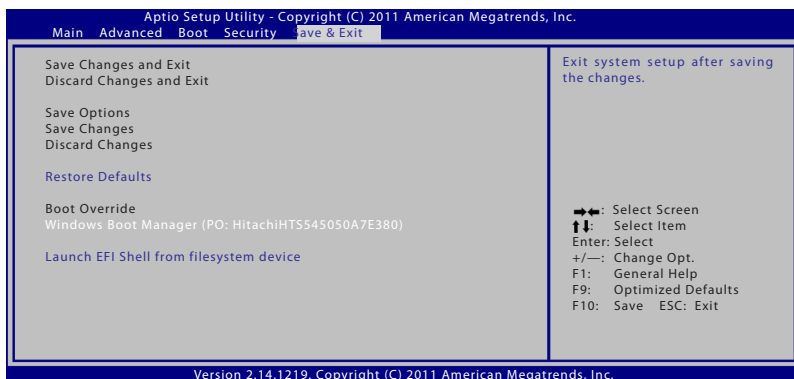 Aptio Setup Utility - Copyright (C) 2011 American Megatrends, Inc.
Main Advanced Boot Security Save & Exit
Save Changes and Exit
Discard Changes and Exit
Save Options
Save Changes
Discard Changes
Restore Defaults
Boot Override
Windows Boot Manager (PO: HitachiHTS545050A7E380)
Launch EFI Shell from filesystem device
Exit system setup after saving
the changes.
→←: Select Screen
↑↓: Select Item
Enter: Select
+/—: Change Opt.
F1: General Help
F9: Optimized Defaults
F10: Save ESC: Exit
Version 2.14.1219. Copyright (C) 2011 American Megatrends, Inc.